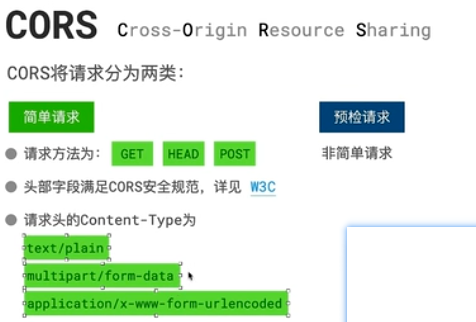 CORS Cross-Origin Resource Sharing
CORS将请求分为两类：
简单请求
请求方法为： GET HEAD POST
头部字段满足CORS安全规范，详见 W3C
请求头的Content-Type为
text/plain
multipart/form-data
application/x-www-form-urlencoded
预检请求
非简单请求